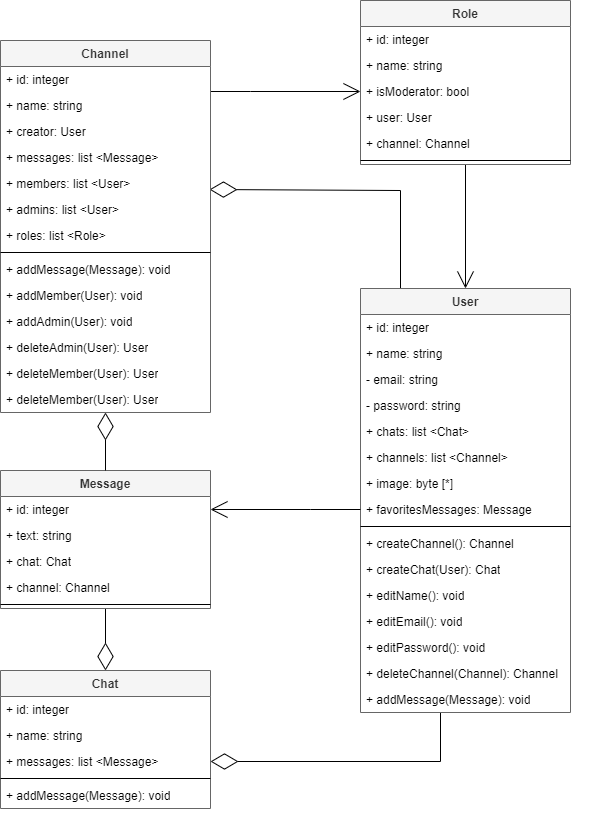 Role
+ id: integer
+ name: string
+ isModerator: bool
+ user: User
+ channel: Channel
Channel
+ id: integer
+ name: string
+ creator: User
+ messages: list <Message>
+ members: list <User>
+ admins: list <User>
+ roles: list <Role>
+ addMessage(Message): void
+ addMember(User): void
+ addAdmin(User): void
+ deleteAdmin(User): User
+ deleteMember(User): User
+ deleteMember(User): User
User
+ id: integer
+ name: string
- email: string
- password: string
+ chats: list <Chat>
+ channels: list <Channel>
+ image: byte [*]
+ favoritesMessages: Message
+ createChannel(): Channel
+ createChat(User): Chat
+ editName(): void
+ editEmail(): void
+ editPassword(): void
+ deleteChannel(Channel): Channel
+ addMessage(Message): void
Message
+ id: integer
+ text: string
+ chat: Chat
+ channel: Channel
Chat
+ id: integer
+ name: string
+ messages: list <Message>
+ addMessage(Message): void